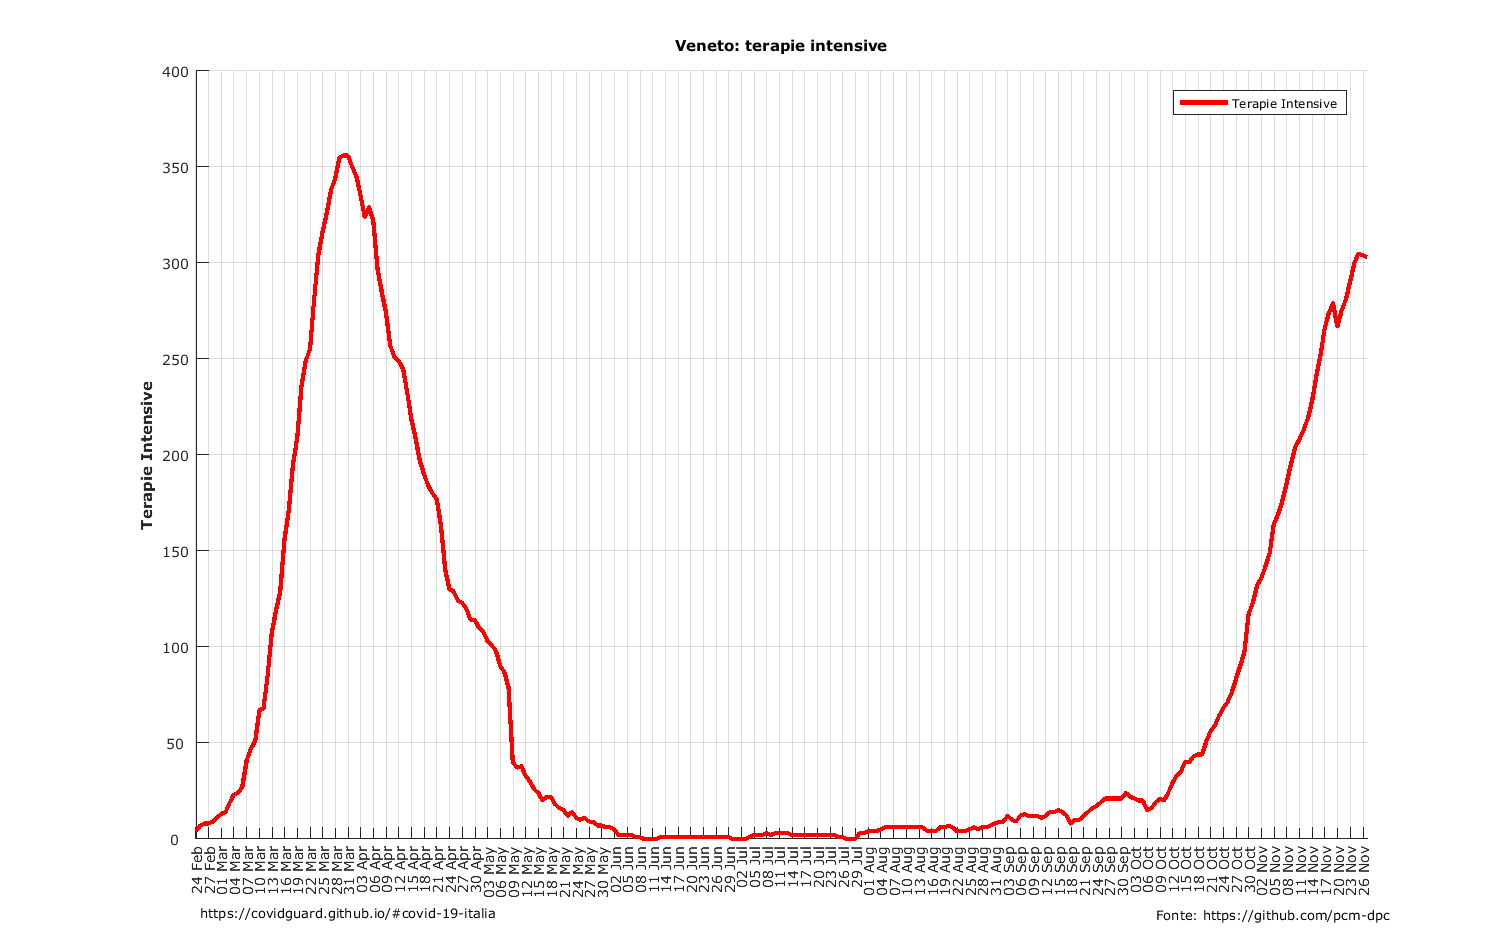 Veneto: terapie intensive
Terapie Intensive
Terapie Intensive
400
350
300
250
200
150
100
50
0
24 Feb
27 Feb
01 Mar
04 Mar
07 Mar
10 Mar
13 Mar
16 Mar
19 Mar
22 Mar
25 Mar
28 Mar
31 Mar
03 Apr
06 Apr
09 Apr
12 Apr
15 Apr
18 Apr
21 Apr
24 Apr
27 Apr
30 Apr
03 May
06 May
09 May
12 May
15 May
18 May
21 May
24 May
27 May
30 May
02 Jun
05 Jun
08 Jun
11 Jun
14 Jun
17 Jun
20 Jun
23 Jun
26 Jun
29 Jun
02 Jul
05 Jul
08 Jul
11 Jul
14 Jul
17 Jul
20 Jul
23 Jul
26 Jul
29 Jul
01 Aug
04 Aug
07 Aug
10 Aug
13 Aug
16 Aug
19 Aug
22 Aug
25 Aug
28 Aug
31 Aug
03 Sep
06 Sep
09 Sep
12 Sep
15 Sep
18 Sep
21 Sep
24 Sep
27 Sep
30 Sep
03 Oct
06 Oct
09 Oct
12 Oct
15 Oct
18 Oct
21 Oct
24 Oct
27 Oct
30 Oct
02 Nov
05 Nov
08 Nov
11 Nov
14 Nov
17 Nov
20 Nov
23 Nov
26 Nov
https://covidguard.github.io/#covid-19-italia
Fonte: https://github.com/pcm-dpc